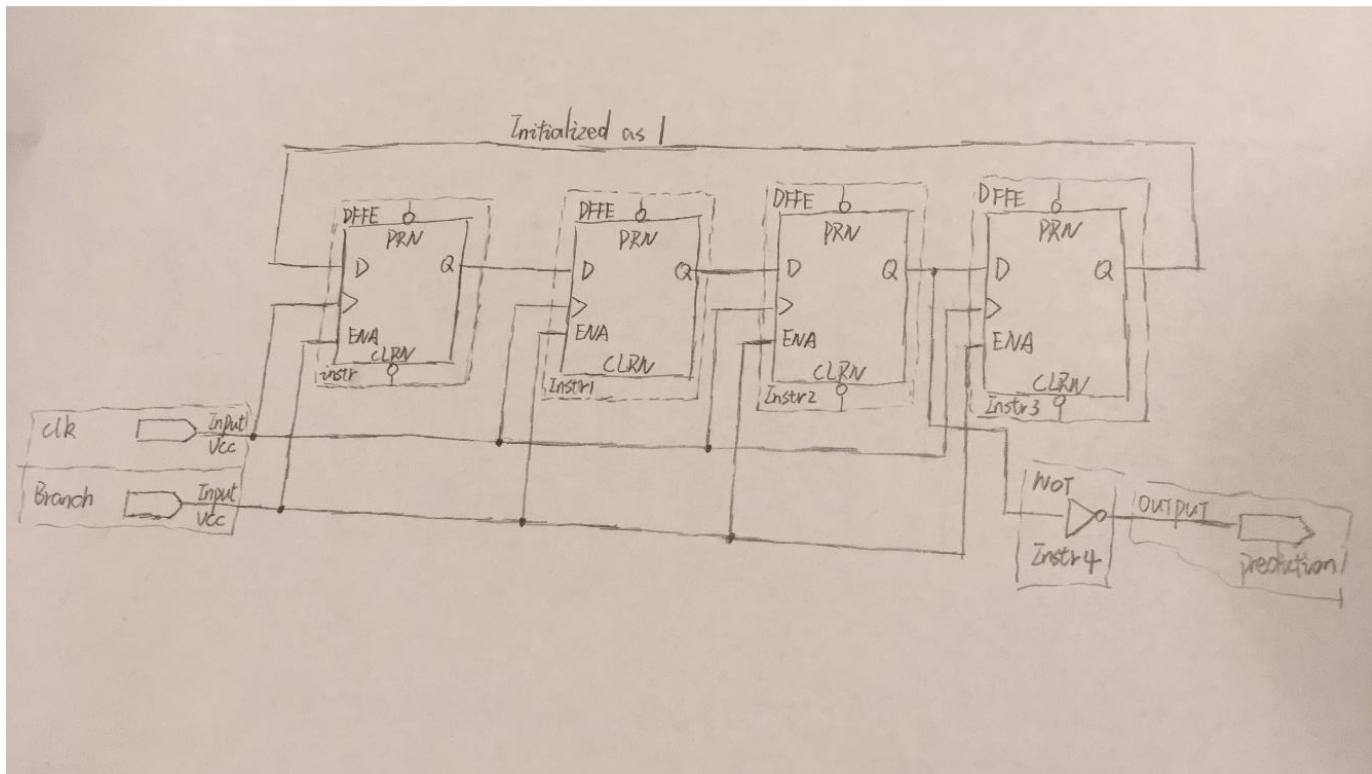 Initialized as 1
DFFE
PRN
D
Q
ENA
CLRN
instr
DFFE
PRN
D
Q
ENA
CLRN
Instr1
DFFE
PRN
D
Q
ENA
CLRN
Instr2
DFFE
PRN
D
Q
ENA
CLRN
Instr3
clk
Input
Vcc
Branch
Input
Vcc
NOT
Instr4
OUTPUT
prediction